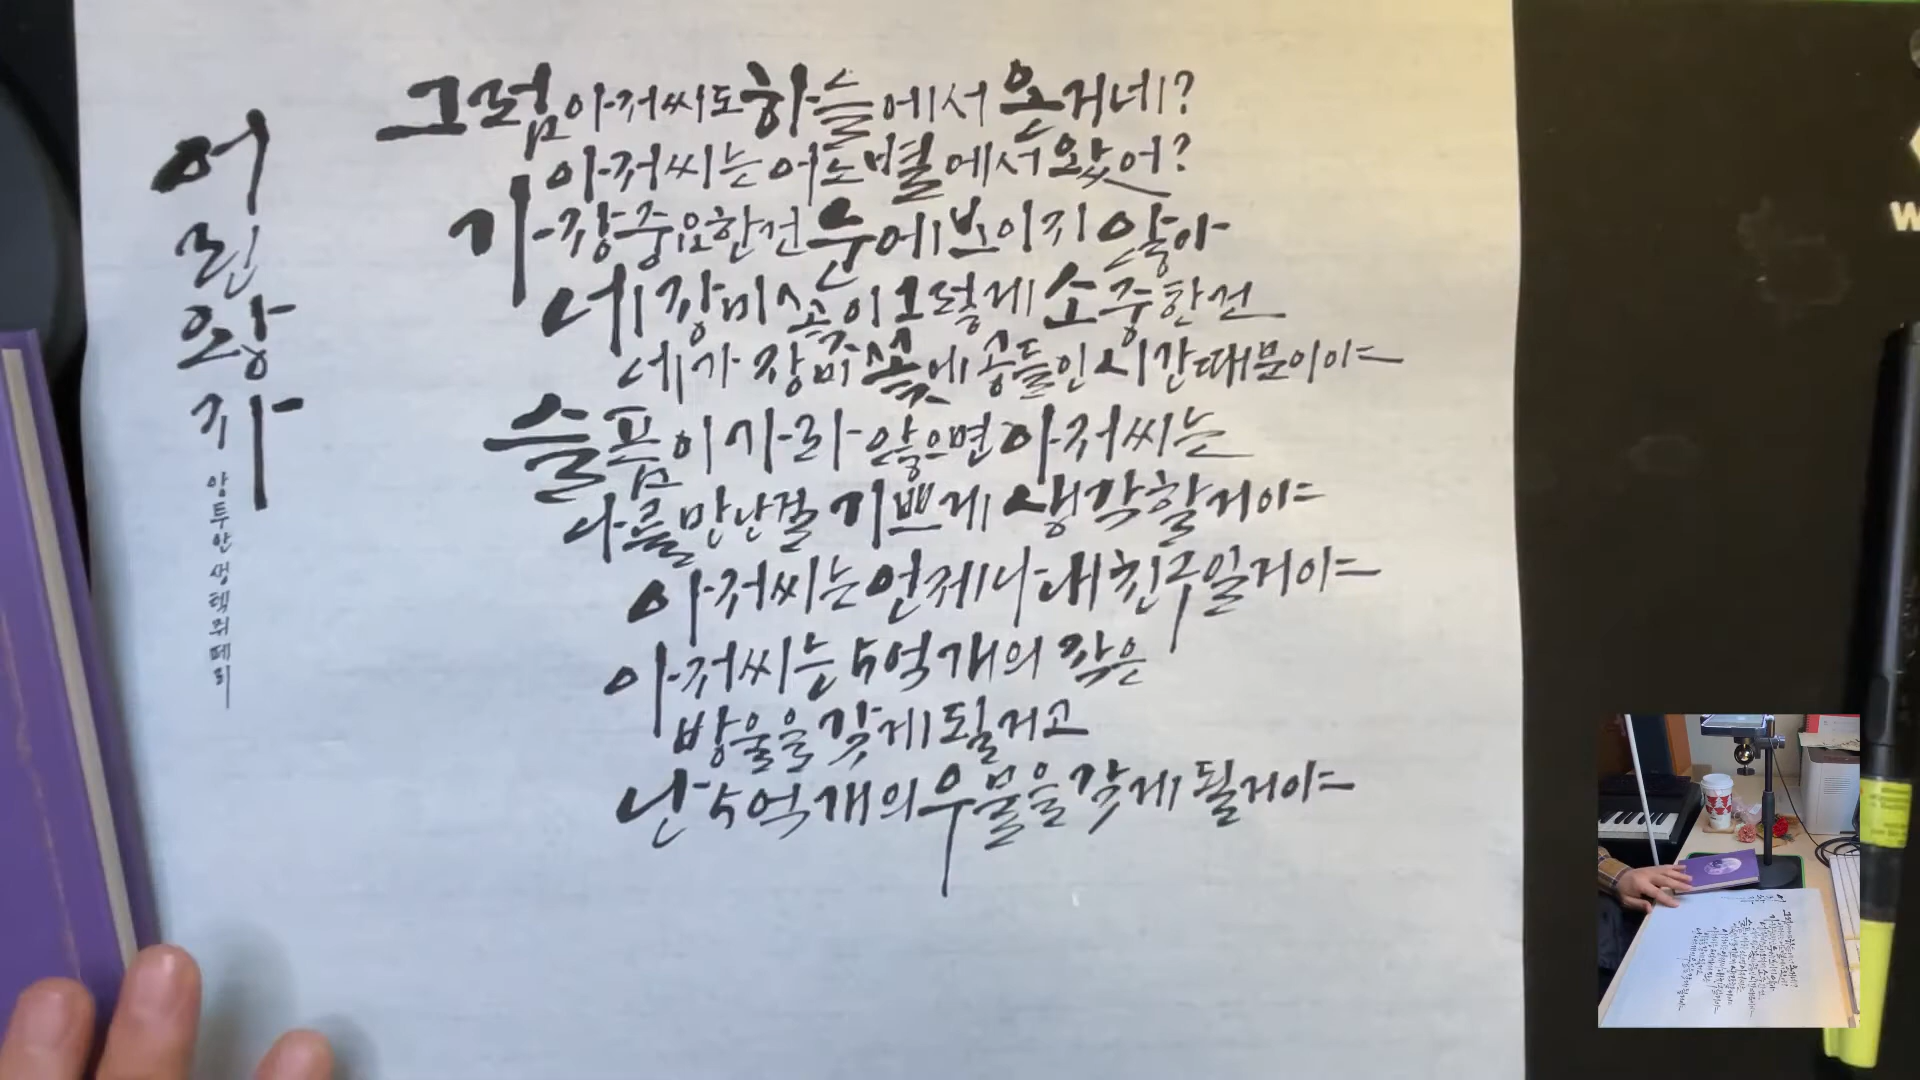 어린왕자
앙투안 생텍쥐페리
그럼 아저씨도 하늘에서 온거네?
아저씨는 어느별에서 왔어?
가장 중요한건 눈에 보이지 않아
네 장미꽃이 그렇게 소중한건
네가 장미꽃에 공들인 시간 때문이야
슬픔이 가라앉으면 아저씨는
나를 만난걸 기쁘게 생각할거야
아저씨는 언제나 내 친구일거야
아저씨는 5억개의 작은
방울을 갖게 될거고
난 5억개의 우물을 갖게 될거야
W